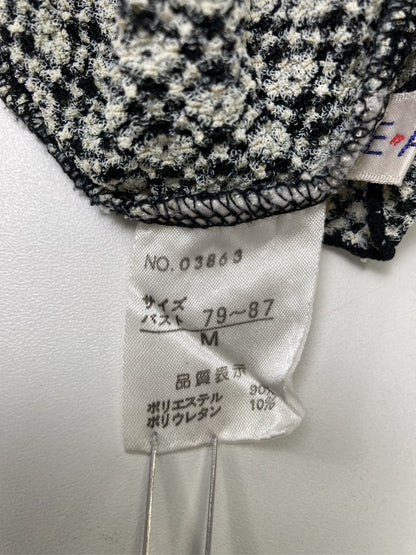 NO. 03863
サイズ
バスト 79～87
M
品質表示
ポリエステル 90%
ポリウレタン 10%
E